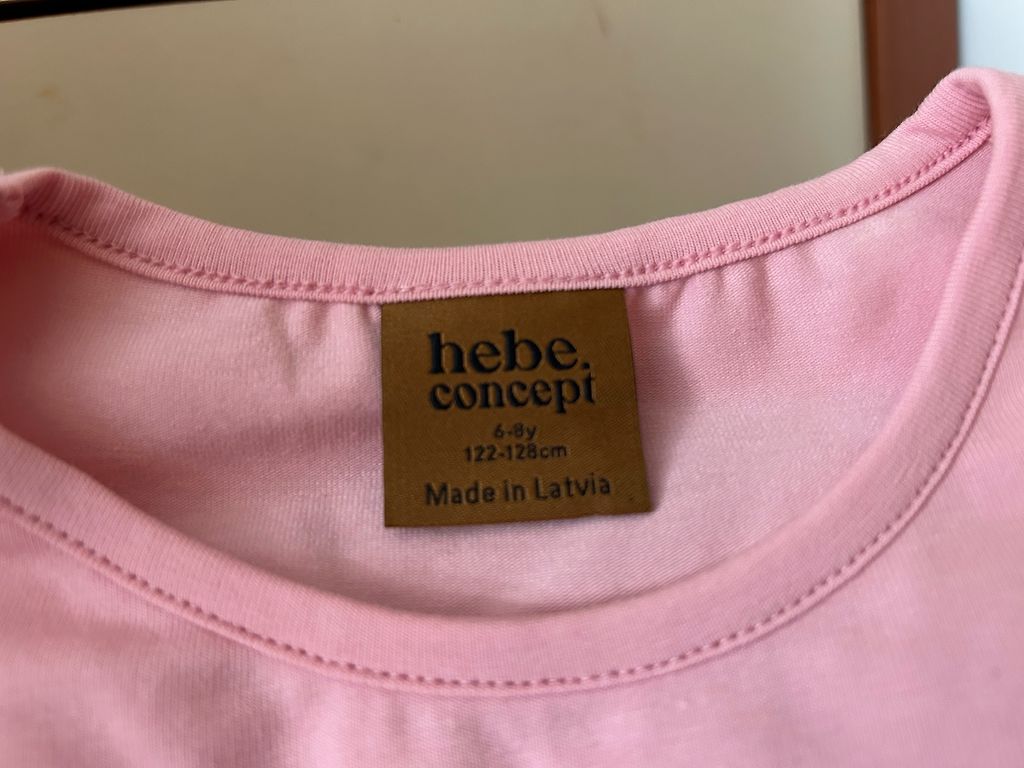 hebe.
concept
6-8y
122-128cm
Made in Latvia